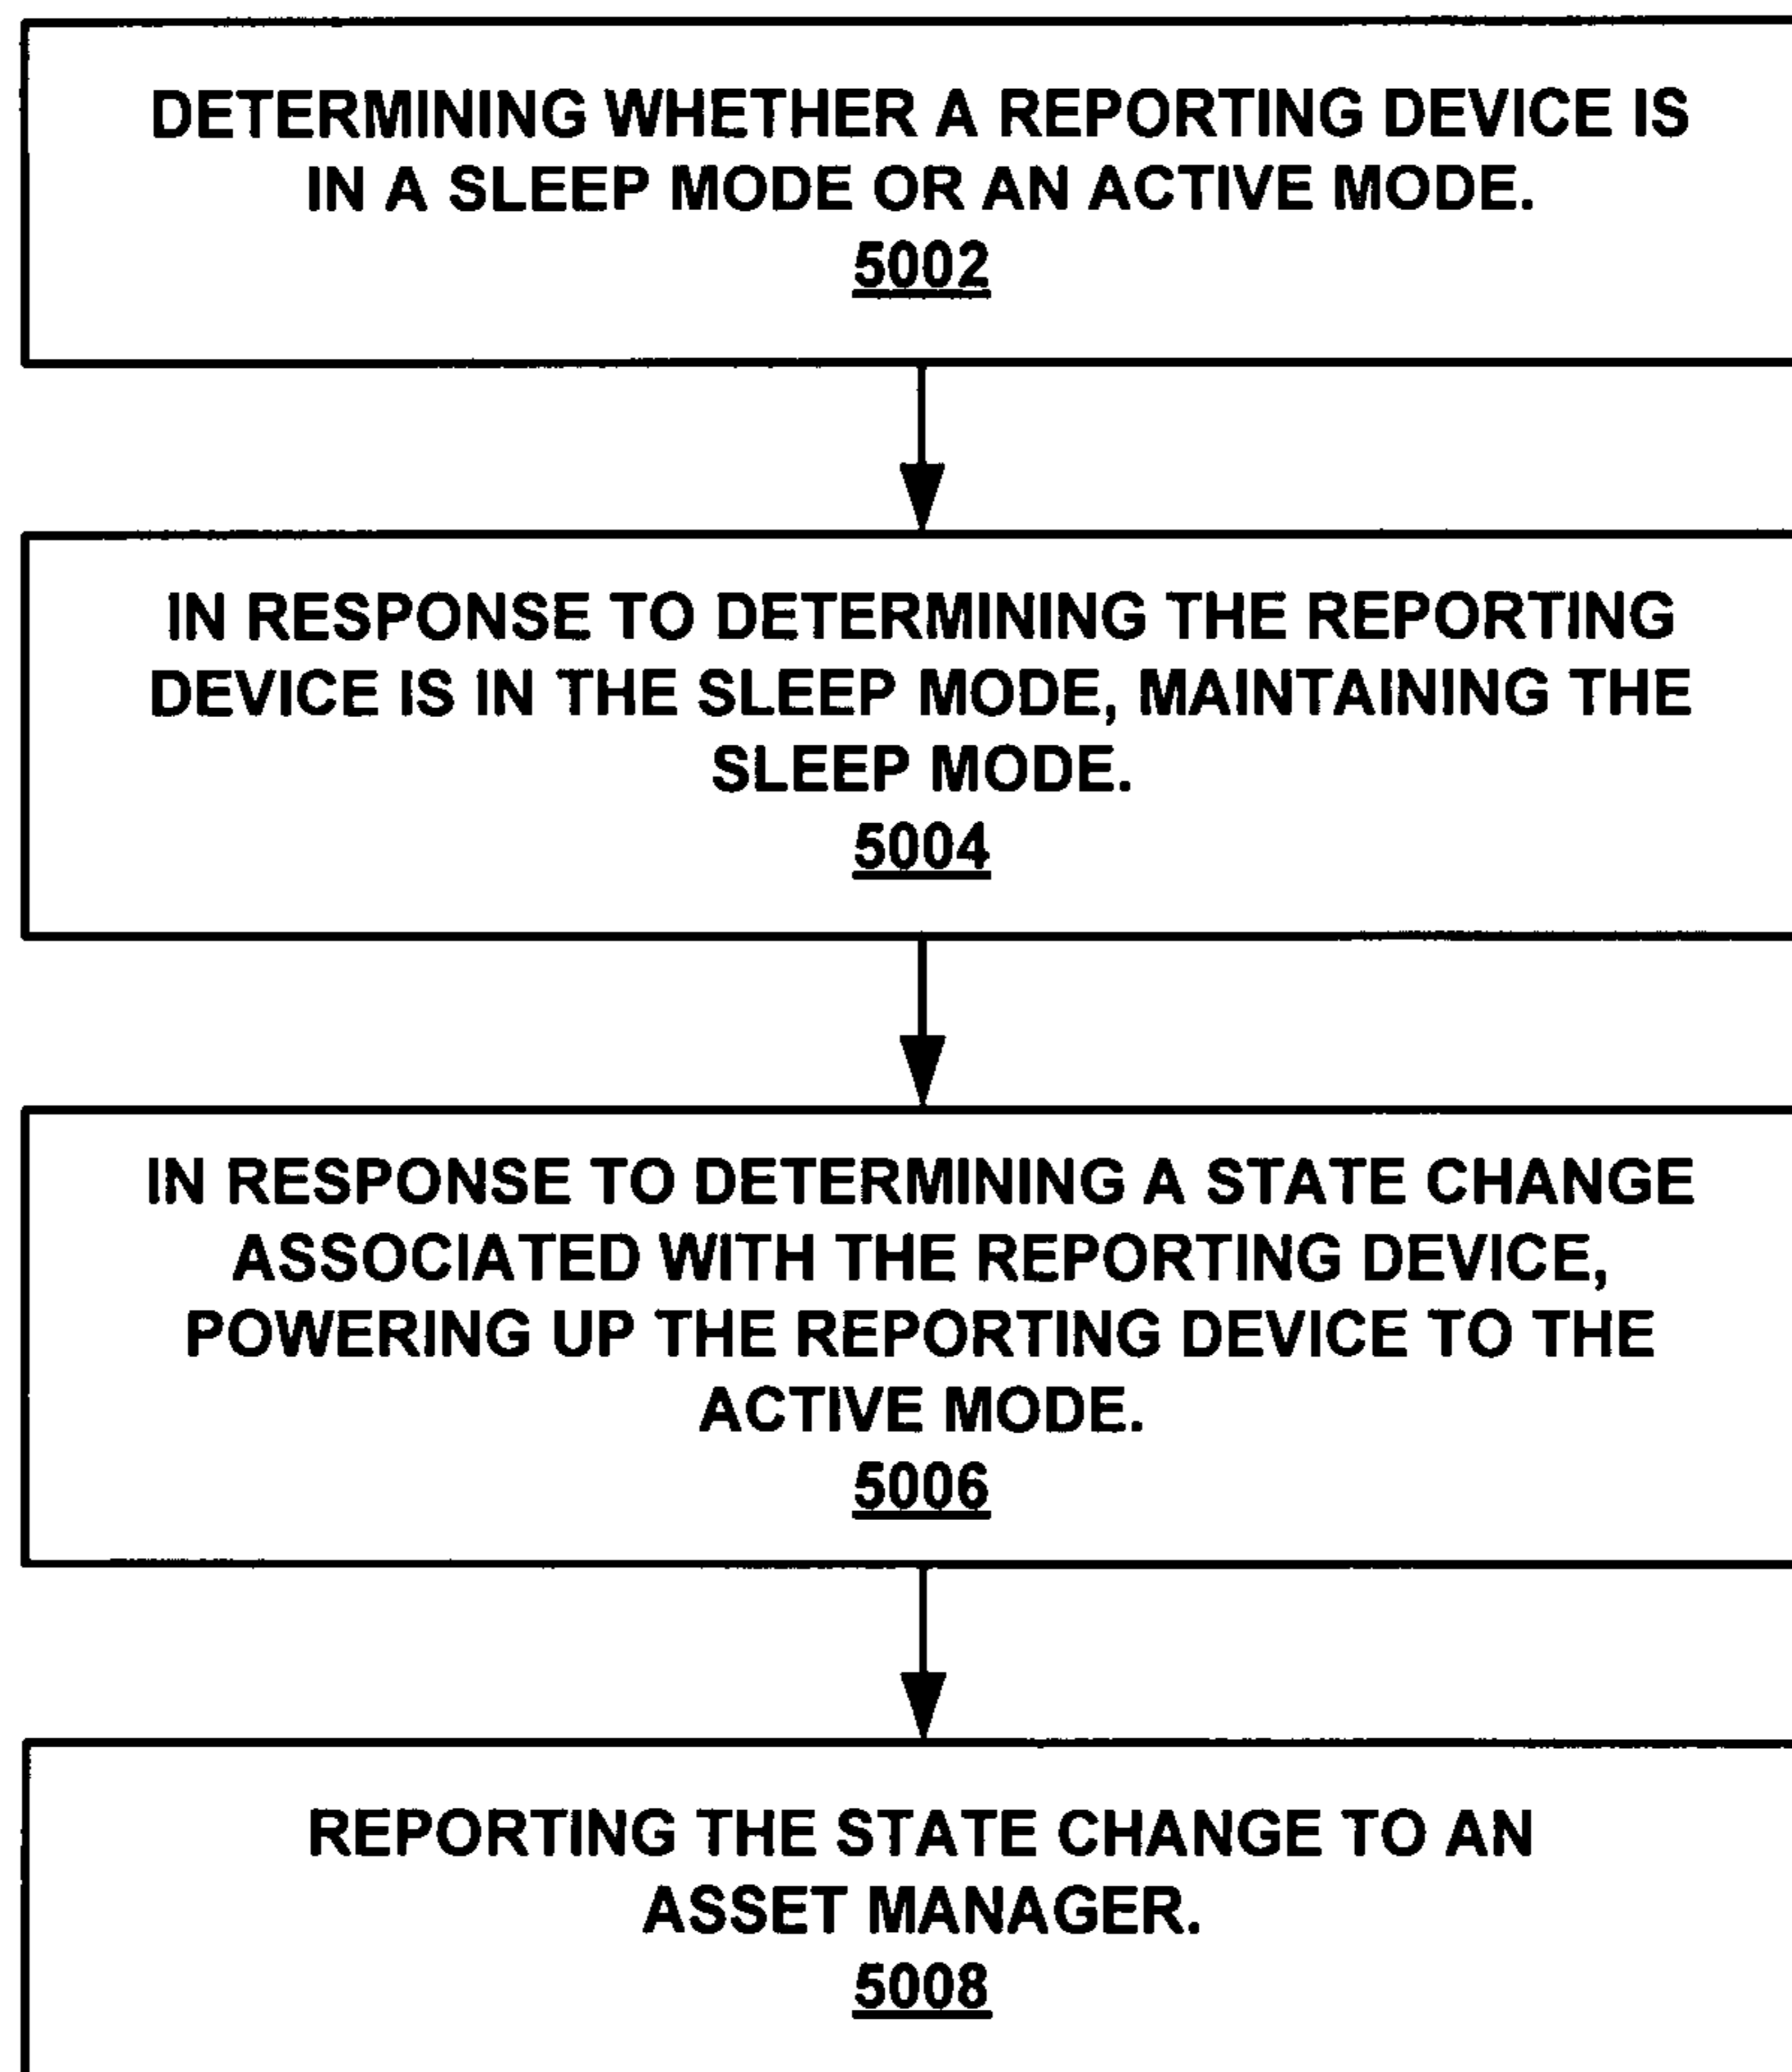 DETERMINING WHETHER A REPORTING DEVICE IS
IN A SLEEP MODE OR AN ACTIVE MODE.
5002
IN RESPONSE TO DETERMINING THE REPORTING
DEVICE IS IN THE SLEEP MODE, MAINTAINING THE
SLEEP MODE.
5004
IN RESPONSE TO DETERMINING A STATE CHANGE
ASSOCIATED WITH THE REPORTING DEVICE,
POWERING UP THE REPORTING DEVICE TO THE
ACTIVE MODE.
5006
REPORTING THE STATE CHANGE TO AN
ASSET MANAGER.
5008